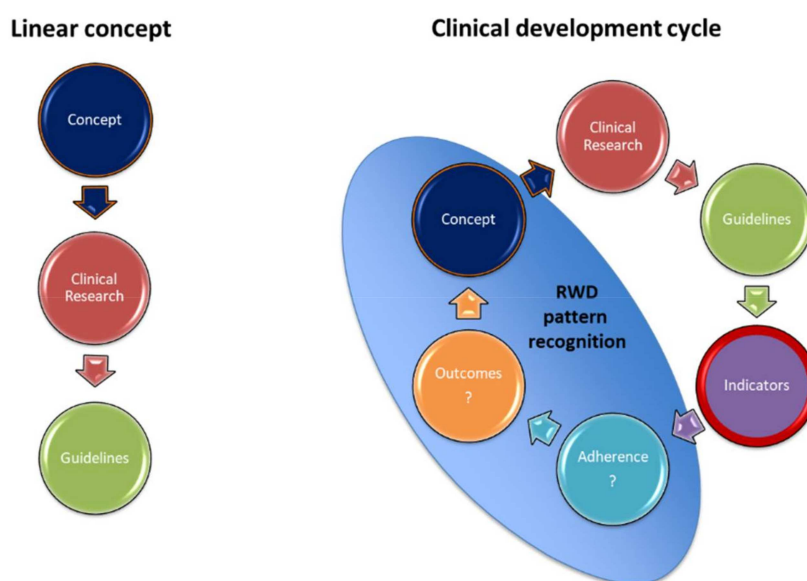 Linear concept
Concept
Clinical
Research
Guidelines
Clinical development cycle
Clinical
Research
Concept
Guidelines
RWD
pattern
recognition
Outcomes
?
Indicators
Adherence
?